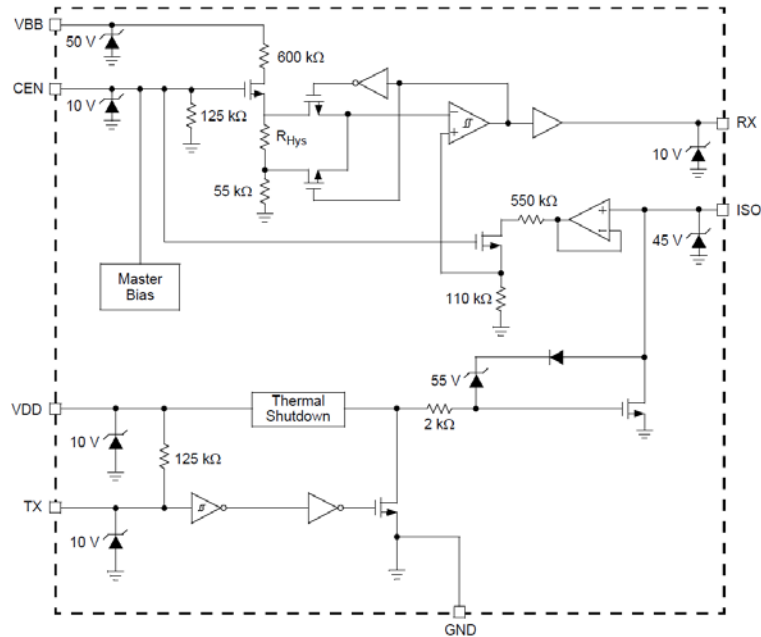 VBB
50 V
600 kΩ
CEN
10 V
125 kΩ
RHys
55 kΩ
RX
10 V
ISO
550 kΩ
45 V
Master
Bias
110 kΩ
55 V
VDD
Thermal
Shutdown
2 kΩ
10 V
125 kΩ
TX
10 V
GND